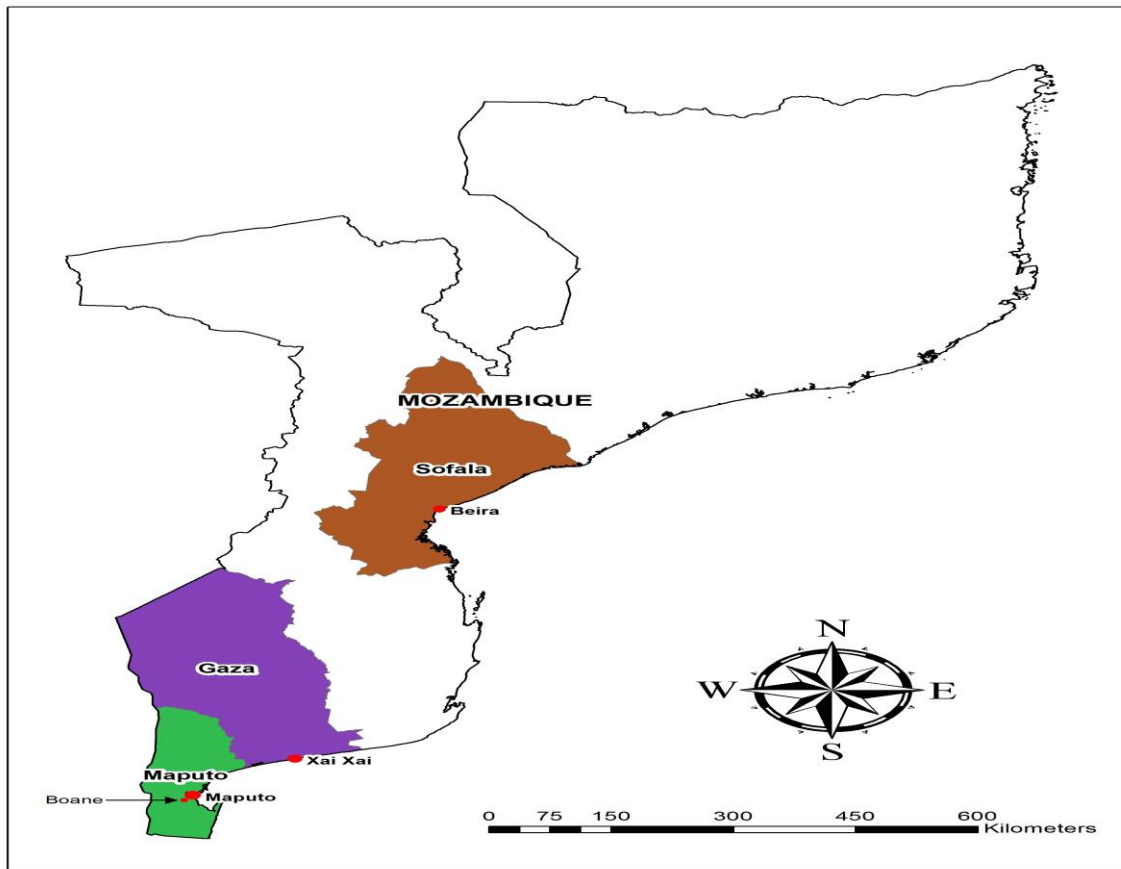 MOZAMBIQUE
Sofala
Beira
Gaza
N
W E
S
Xai Xai
Maputo
Maputo
Boane
0 75 150 300 450 600
Kilometers